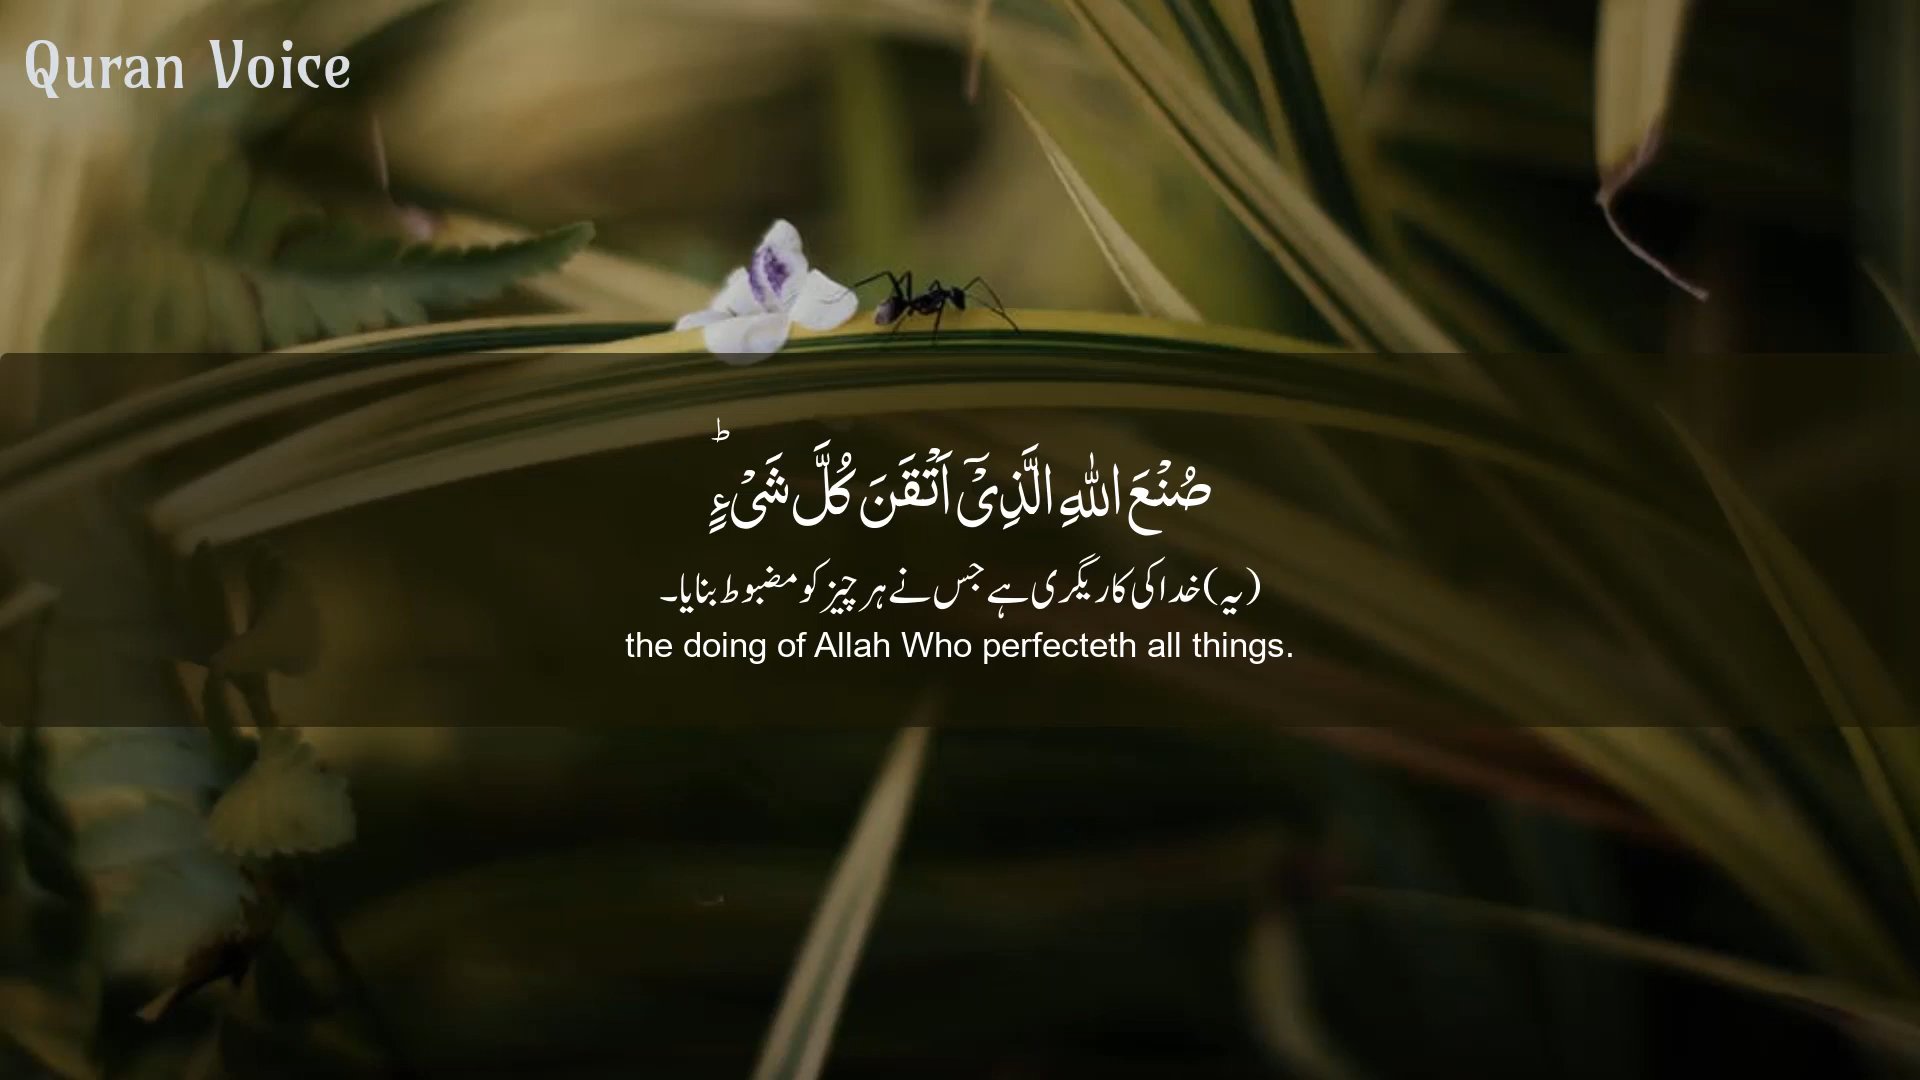 Quran Voice
صُنْعَ اللّٰهِ الَّذِیْۤ اَتْقَنَ كُلَّ شَیْءٍ ؕ
(یہ) خدا کی کاریگری ہے جس نے ہر چیز کو مضبوط بنایا۔
the doing of Allah Who perfecteth all things.